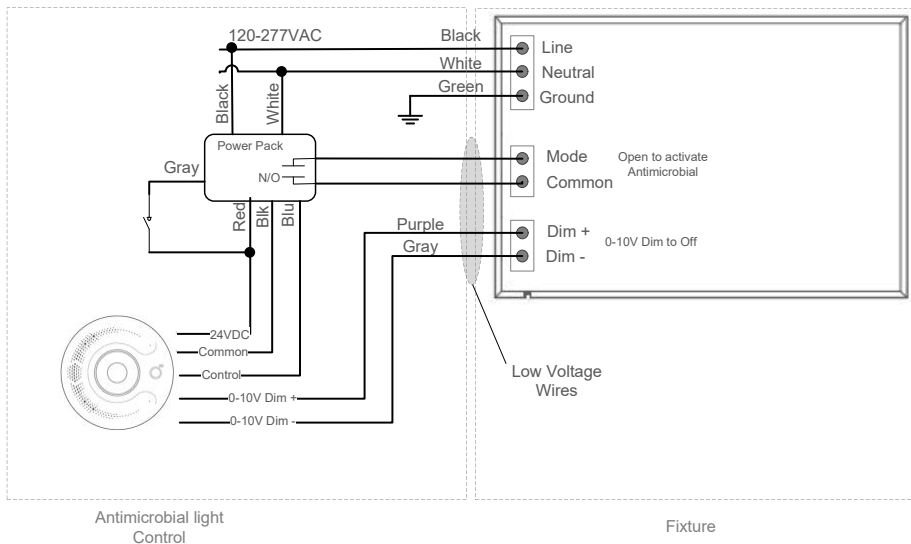 120-277VAC
Black
White
Green
Line
Neutral
Ground
Black
White
Power Pack
N/O
Gray
Red
Blk
Blu
Mode
Common
Open to activate
Antimicrobial
Purple
Gray
Dim +
Dim -
0-10V Dim to Off
24VDC
Common
Control
0-10V Dim +
0-10V Dim -
Low Voltage
Wires
Antimicrobial light
Control
Fixture